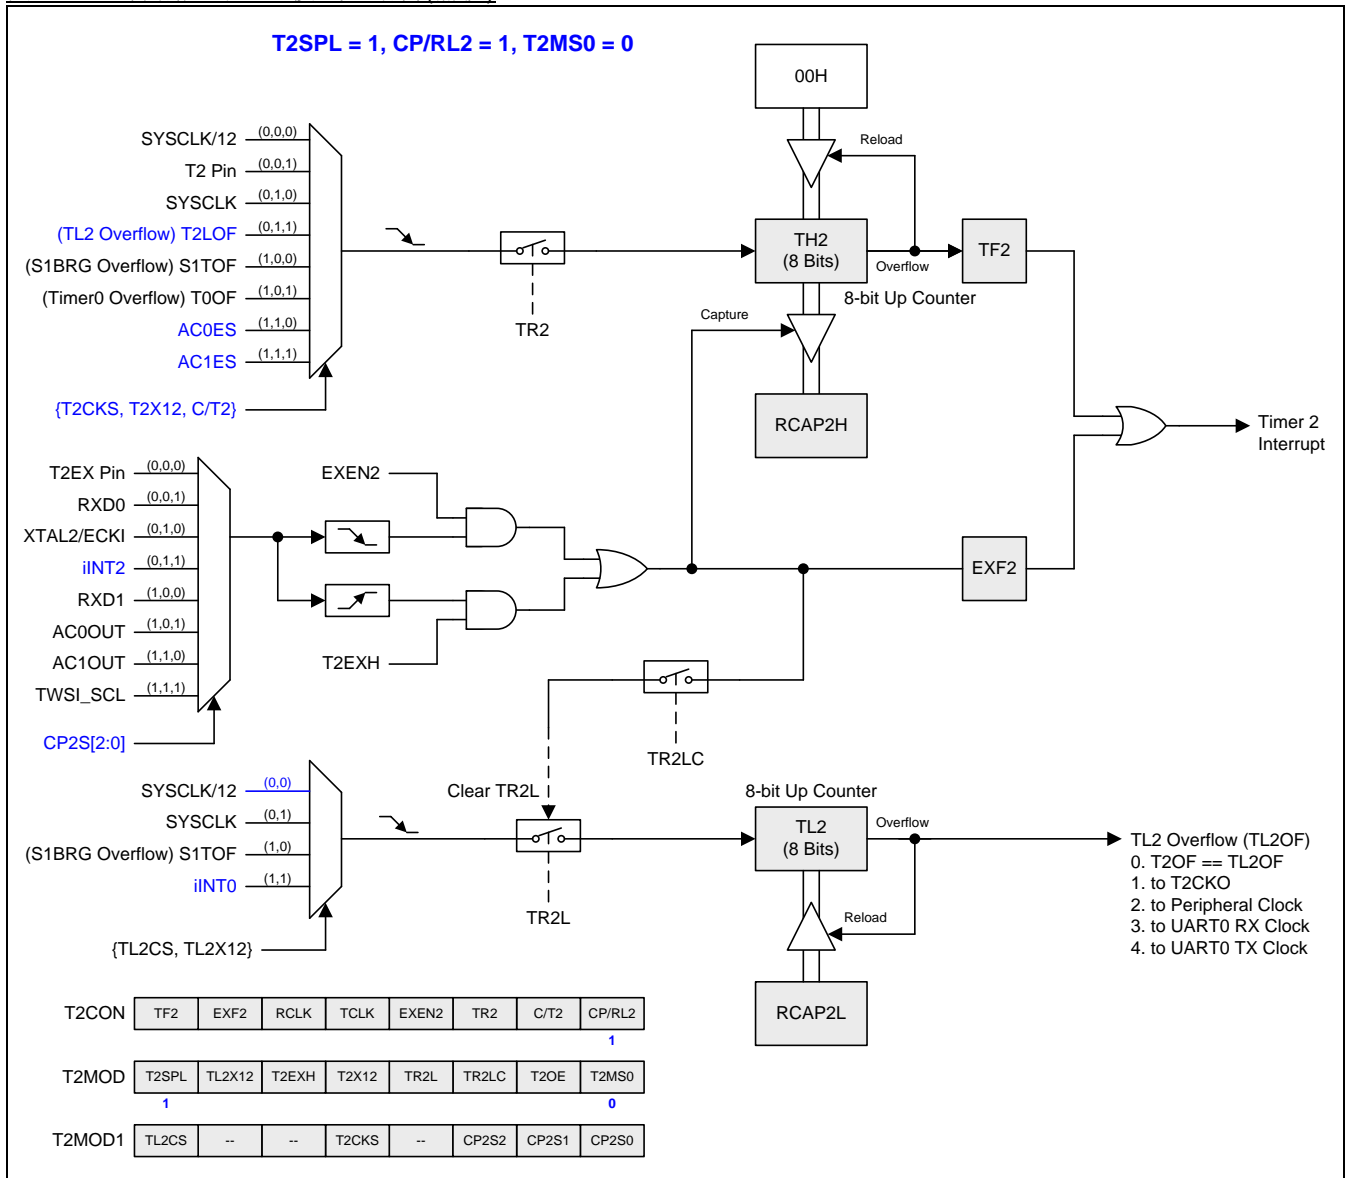 T2SPL = 1, CP/RL2 = 1, T2MS0 = 0
00H
Reload
SYSCLK/12 (0,0,0)
T2 Pin (0,0,1)
SYSCLK (0,1,0)
(TL2 Overflow) T2LOF (0,1,1)
(S1BRG Overflow) S1TOF (1,0,0)
(Timer0 Overflow) T0OF (1,0,1)
AC0ES (1,1,0)
AC1ES (1,1,1)
{T2CKS, T2X12, C/T2}
TR2
TH2
(8 Bits)
Overflow
TF2
8-bit Up Counter
Capture
RCAP2H
Timer 2
Interrupt
T2EX Pin (0,0,0)
RXD0 (0,0,1)
XTAL2/ECKI (0,1,0)
iINT2 (0,1,1)
RXD1 (1,0,0)
AC0OUT (1,0,1)
AC1OUT (1,1,0)
TWSI_SCL (1,1,1)
CP2S[2:0]
EXEN2
T2EXH
EXF2
TR2LC
SYSCLK/12 (0,0)
SYSCLK (0,1)
(S1BRG Overflow) S1TOF (1,0)
iINT0 (1,1)
{TL2CS, TL2X12}
Clear TR2L
TR2L
8-bit Up Counter
TL2
(8 Bits)
Overflow
Reload
RCAP2L
TL2 Overflow (TL2OF)
0. T2OF == TL2OF
1. to T2CKO
2. to Peripheral Clock
3. to UART0 RX Clock
4. to UART0 TX Clock
T2CON TF2 EXF2 RCLK TCLK EXEN2 TR2 C/T2 CP/RL2
1
T2MOD T2SPL TL2X12 T2EXH T2X12 TR2L TR2LC T2OE T2MS0
1 0
T2MOD1 TL2CS -- -- T2CKS -- CP2S2 CP2S1 CP2S0